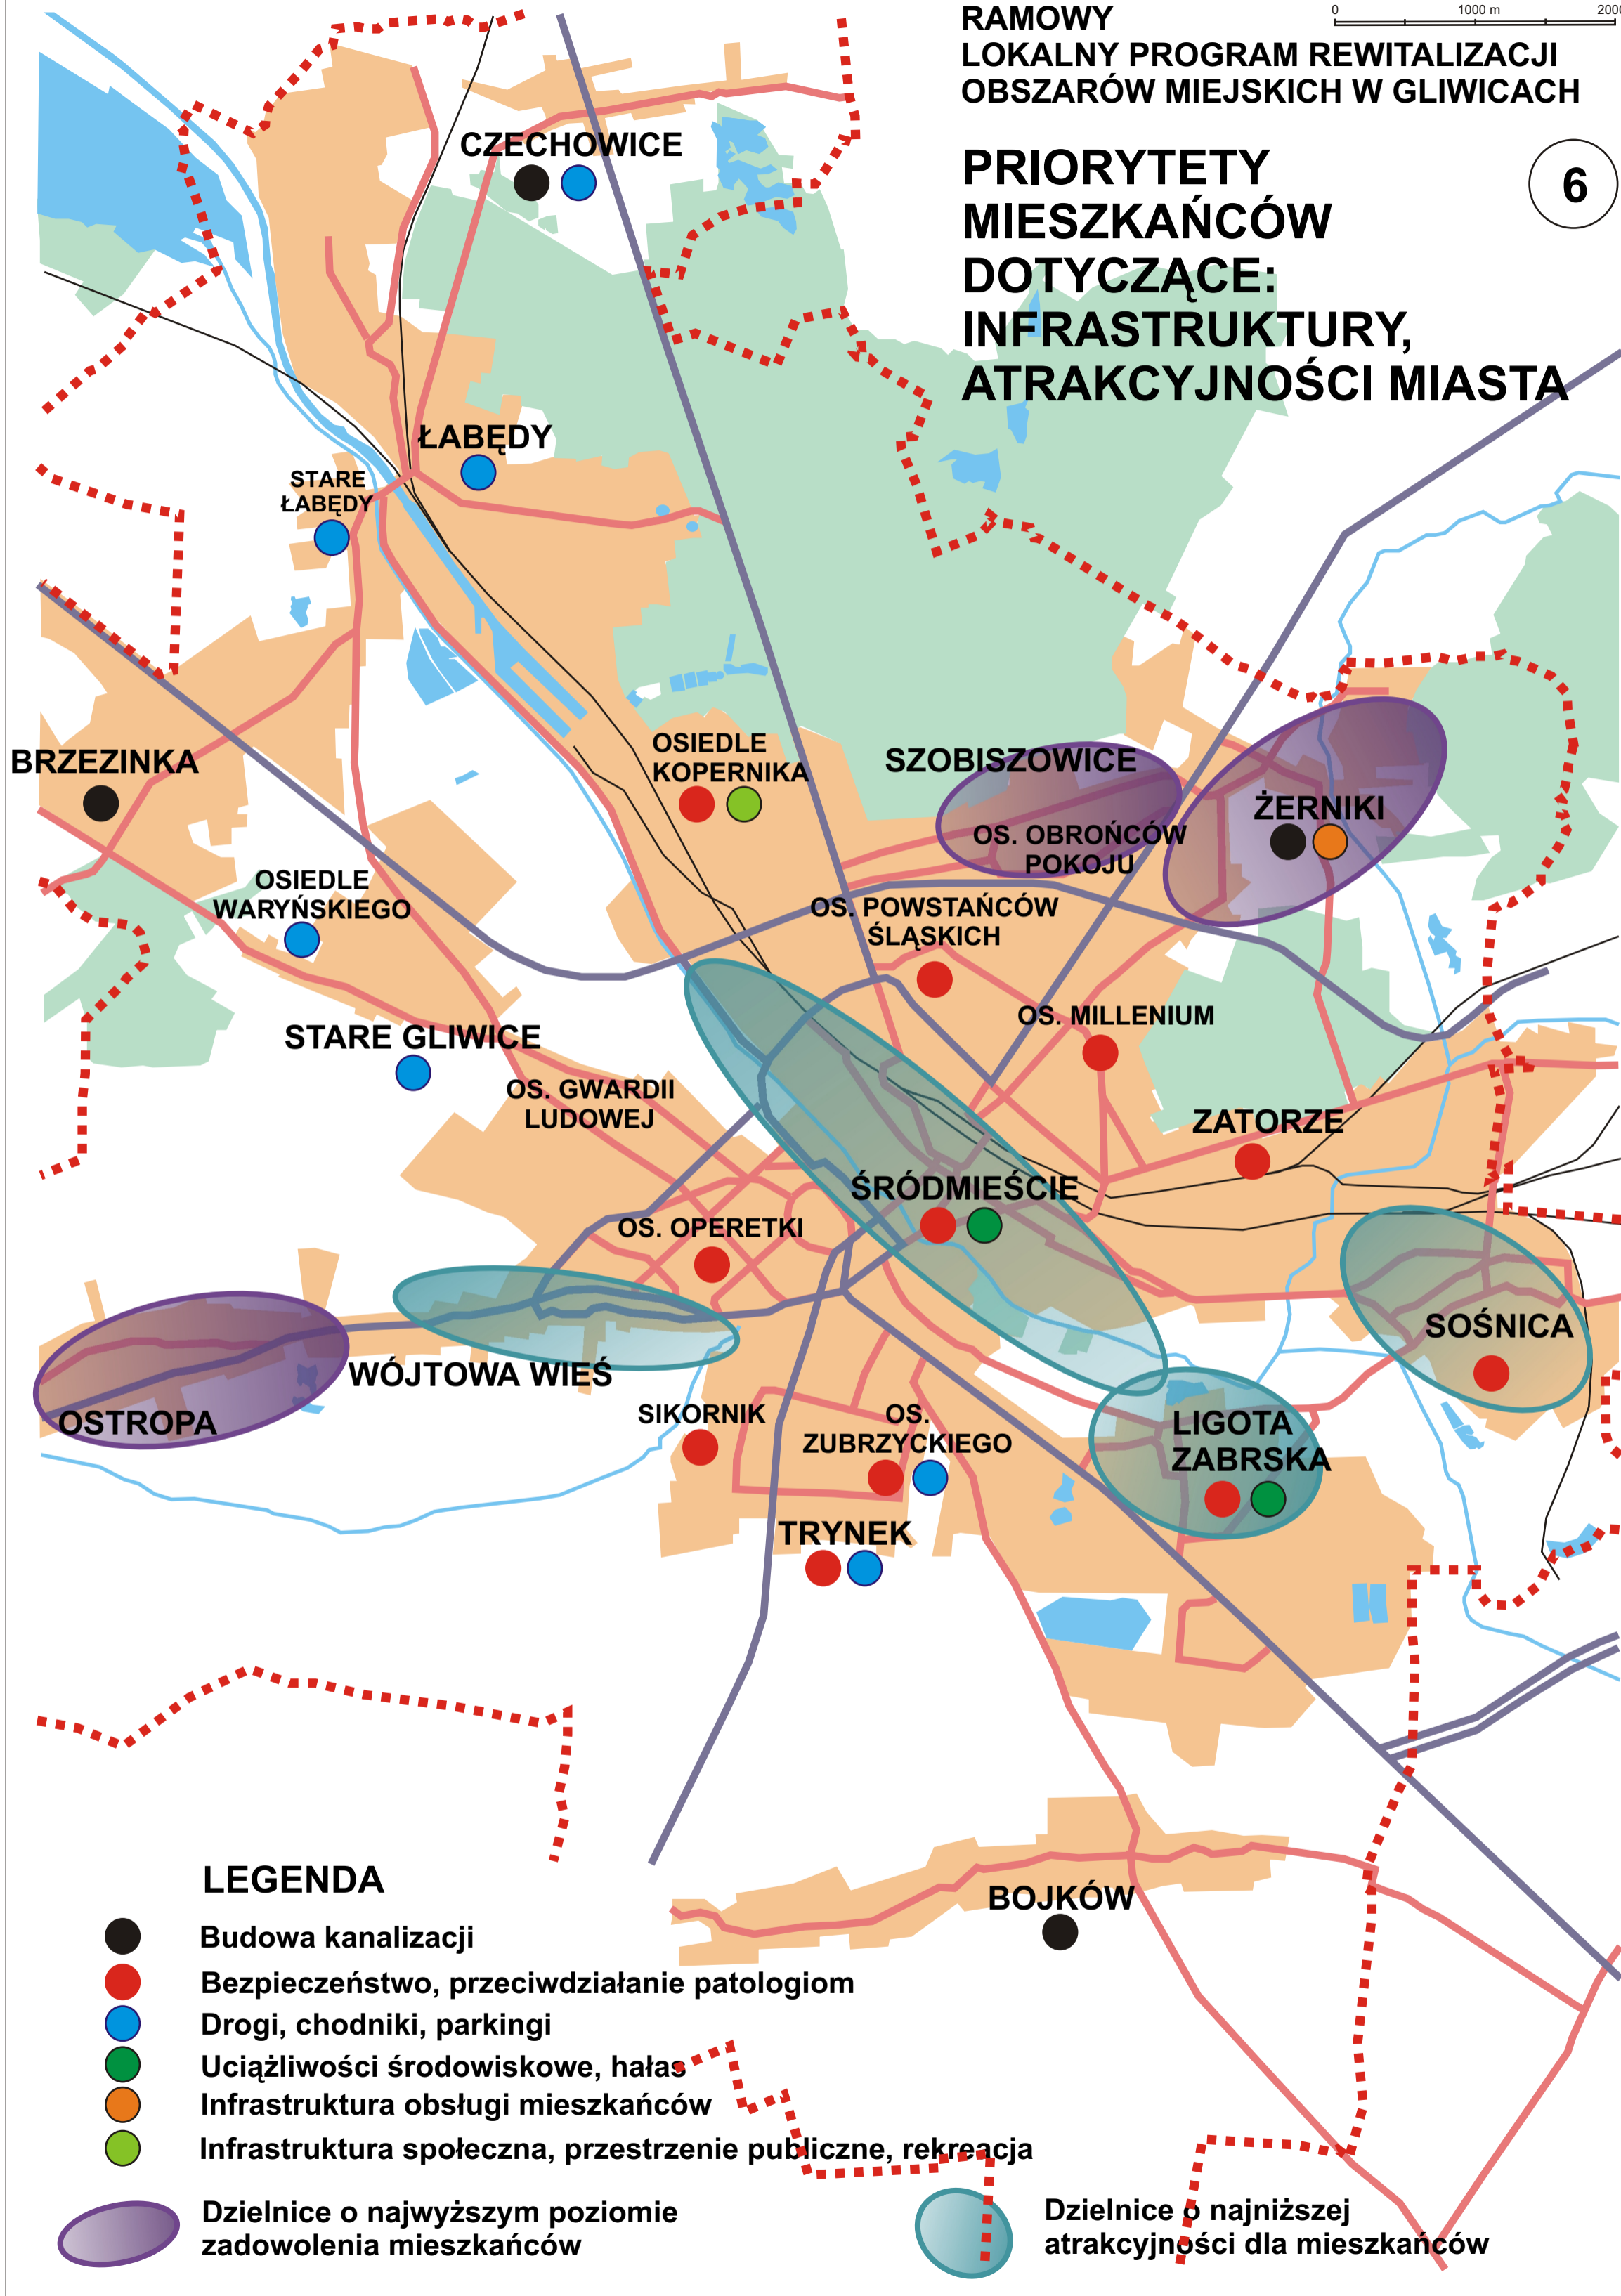 RAMOWY
LOKALNY PROGRAM REWITALIZACJI
OBSZARÓW MIEJSKICH W GLIWICACH
0 1000 m
PRIORYTETY
MIESZKAŃCÓW
DOTYCZĄCE:
INFRASTRUKTURY,
ATRAKCYJNOŚCI MIASTA
6
CZECHOWICE
ŁABĘDY
STARE
ŁABĘDY
BRZEZINKA
OSIEDLE
KOPERNIKA
SZOBISZOWICE
OS. OBROŃCÓW
POKOJU
ŻERNIKI
OSIEDLE
WARYŃSKIEGO
OS. POWSTAŃCÓW
ŚLĄSKICH
STARE GLIWICE
OS. MILLENIUM
OS. GWARDII
LUDOWEJ
ZATORZE
ŚRÓDMIEŚCIE
OS. OPERETKI
SOŚNICA
WÓJTOWA WIEŚ
OSTROPA
SIKORNIK
OS.
ZUBRZYCKIEGO
LIGOTA
ZABRSKA
TRYNEK
BOJKÓW
LEGENDA
Budowa kanalizacji
Bezpieczeństwo, przeciwdziałanie patologiom
Drogi, chodniki, parkingi
Uciążliwości środowiskowe, hałas
Infrastruktura obsługi mieszkańców
Infrastruktura społeczna, przestrzenie publiczne, rekreacja
Dzielnice o najwyższym poziomie
zadowolenia mieszkańców
Dzielnice o najniższej
atrakcyjności dla mieszkańców